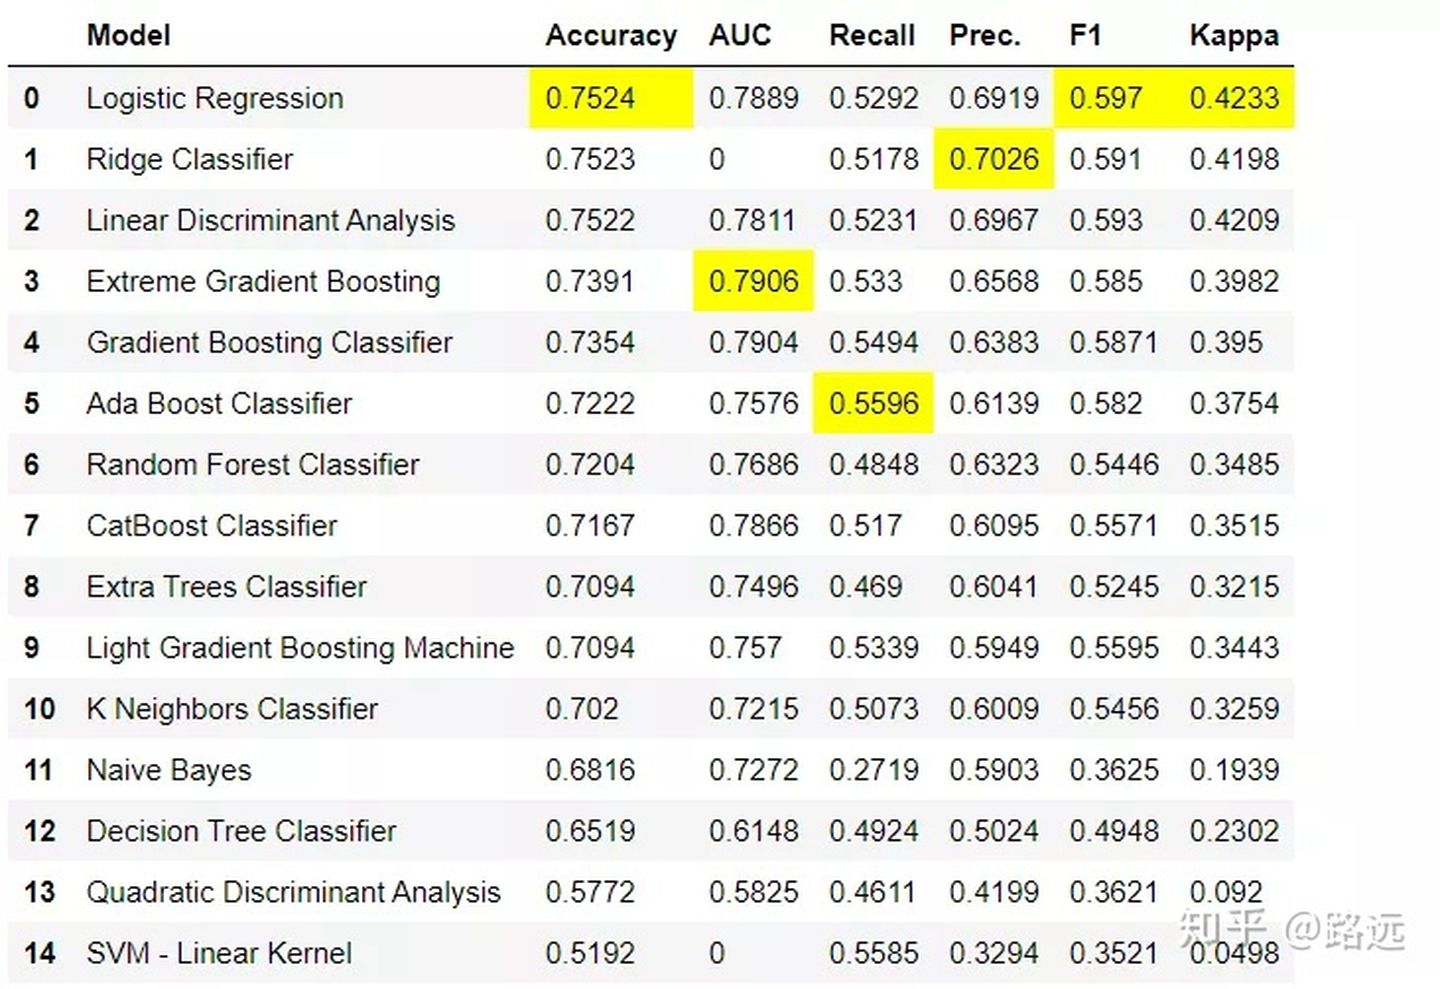 Model Accuracy AUC Recall Prec. F1 Kappa
0 Logistic Regression 0.7524 0.7889 0.5292 0.6919 0.597 0.4233
1 Ridge Classifier 0.7523 0 0.5178 0.7026 0.591 0.4198
2 Linear Discriminant Analysis 0.7522 0.7811 0.5231 0.6967 0.593 0.4209
3 Extreme Gradient Boosting 0.7391 0.7906 0.533 0.6568 0.585 0.3982
4 Gradient Boosting Classifier 0.7354 0.7904 0.5494 0.6383 0.5871 0.395
5 Ada Boost Classifier 0.7222 0.7576 0.5596 0.6139 0.582 0.3754
6 Random Forest Classifier 0.7204 0.7686 0.4848 0.6323 0.5446 0.3485
7 CatBoost Classifier 0.7167 0.7866 0.517 0.6095 0.5571 0.3515
8 Extra Trees Classifier 0.7094 0.7496 0.469 0.6041 0.5245 0.3215
9 Light Gradient Boosting Machine 0.7094 0.757 0.5339 0.5949 0.5595 0.3443
10 K Neighbors Classifier 0.702 0.7215 0.5073 0.6009 0.5456 0.3259
11 Naive Bayes 0.6816 0.7272 0.2719 0.5903 0.3625 0.1939
12 Decision Tree Classifier 0.6519 0.6148 0.4924 0.5024 0.4948 0.2302
13 Quadratic Discriminant Analysis 0.5772 0.5825 0.4611 0.4199 0.3621 0.092
14 SVM - Linear Kernel 0.5192 0 0.5585 0.3294 0.3521 0.0498
知乎 @路远